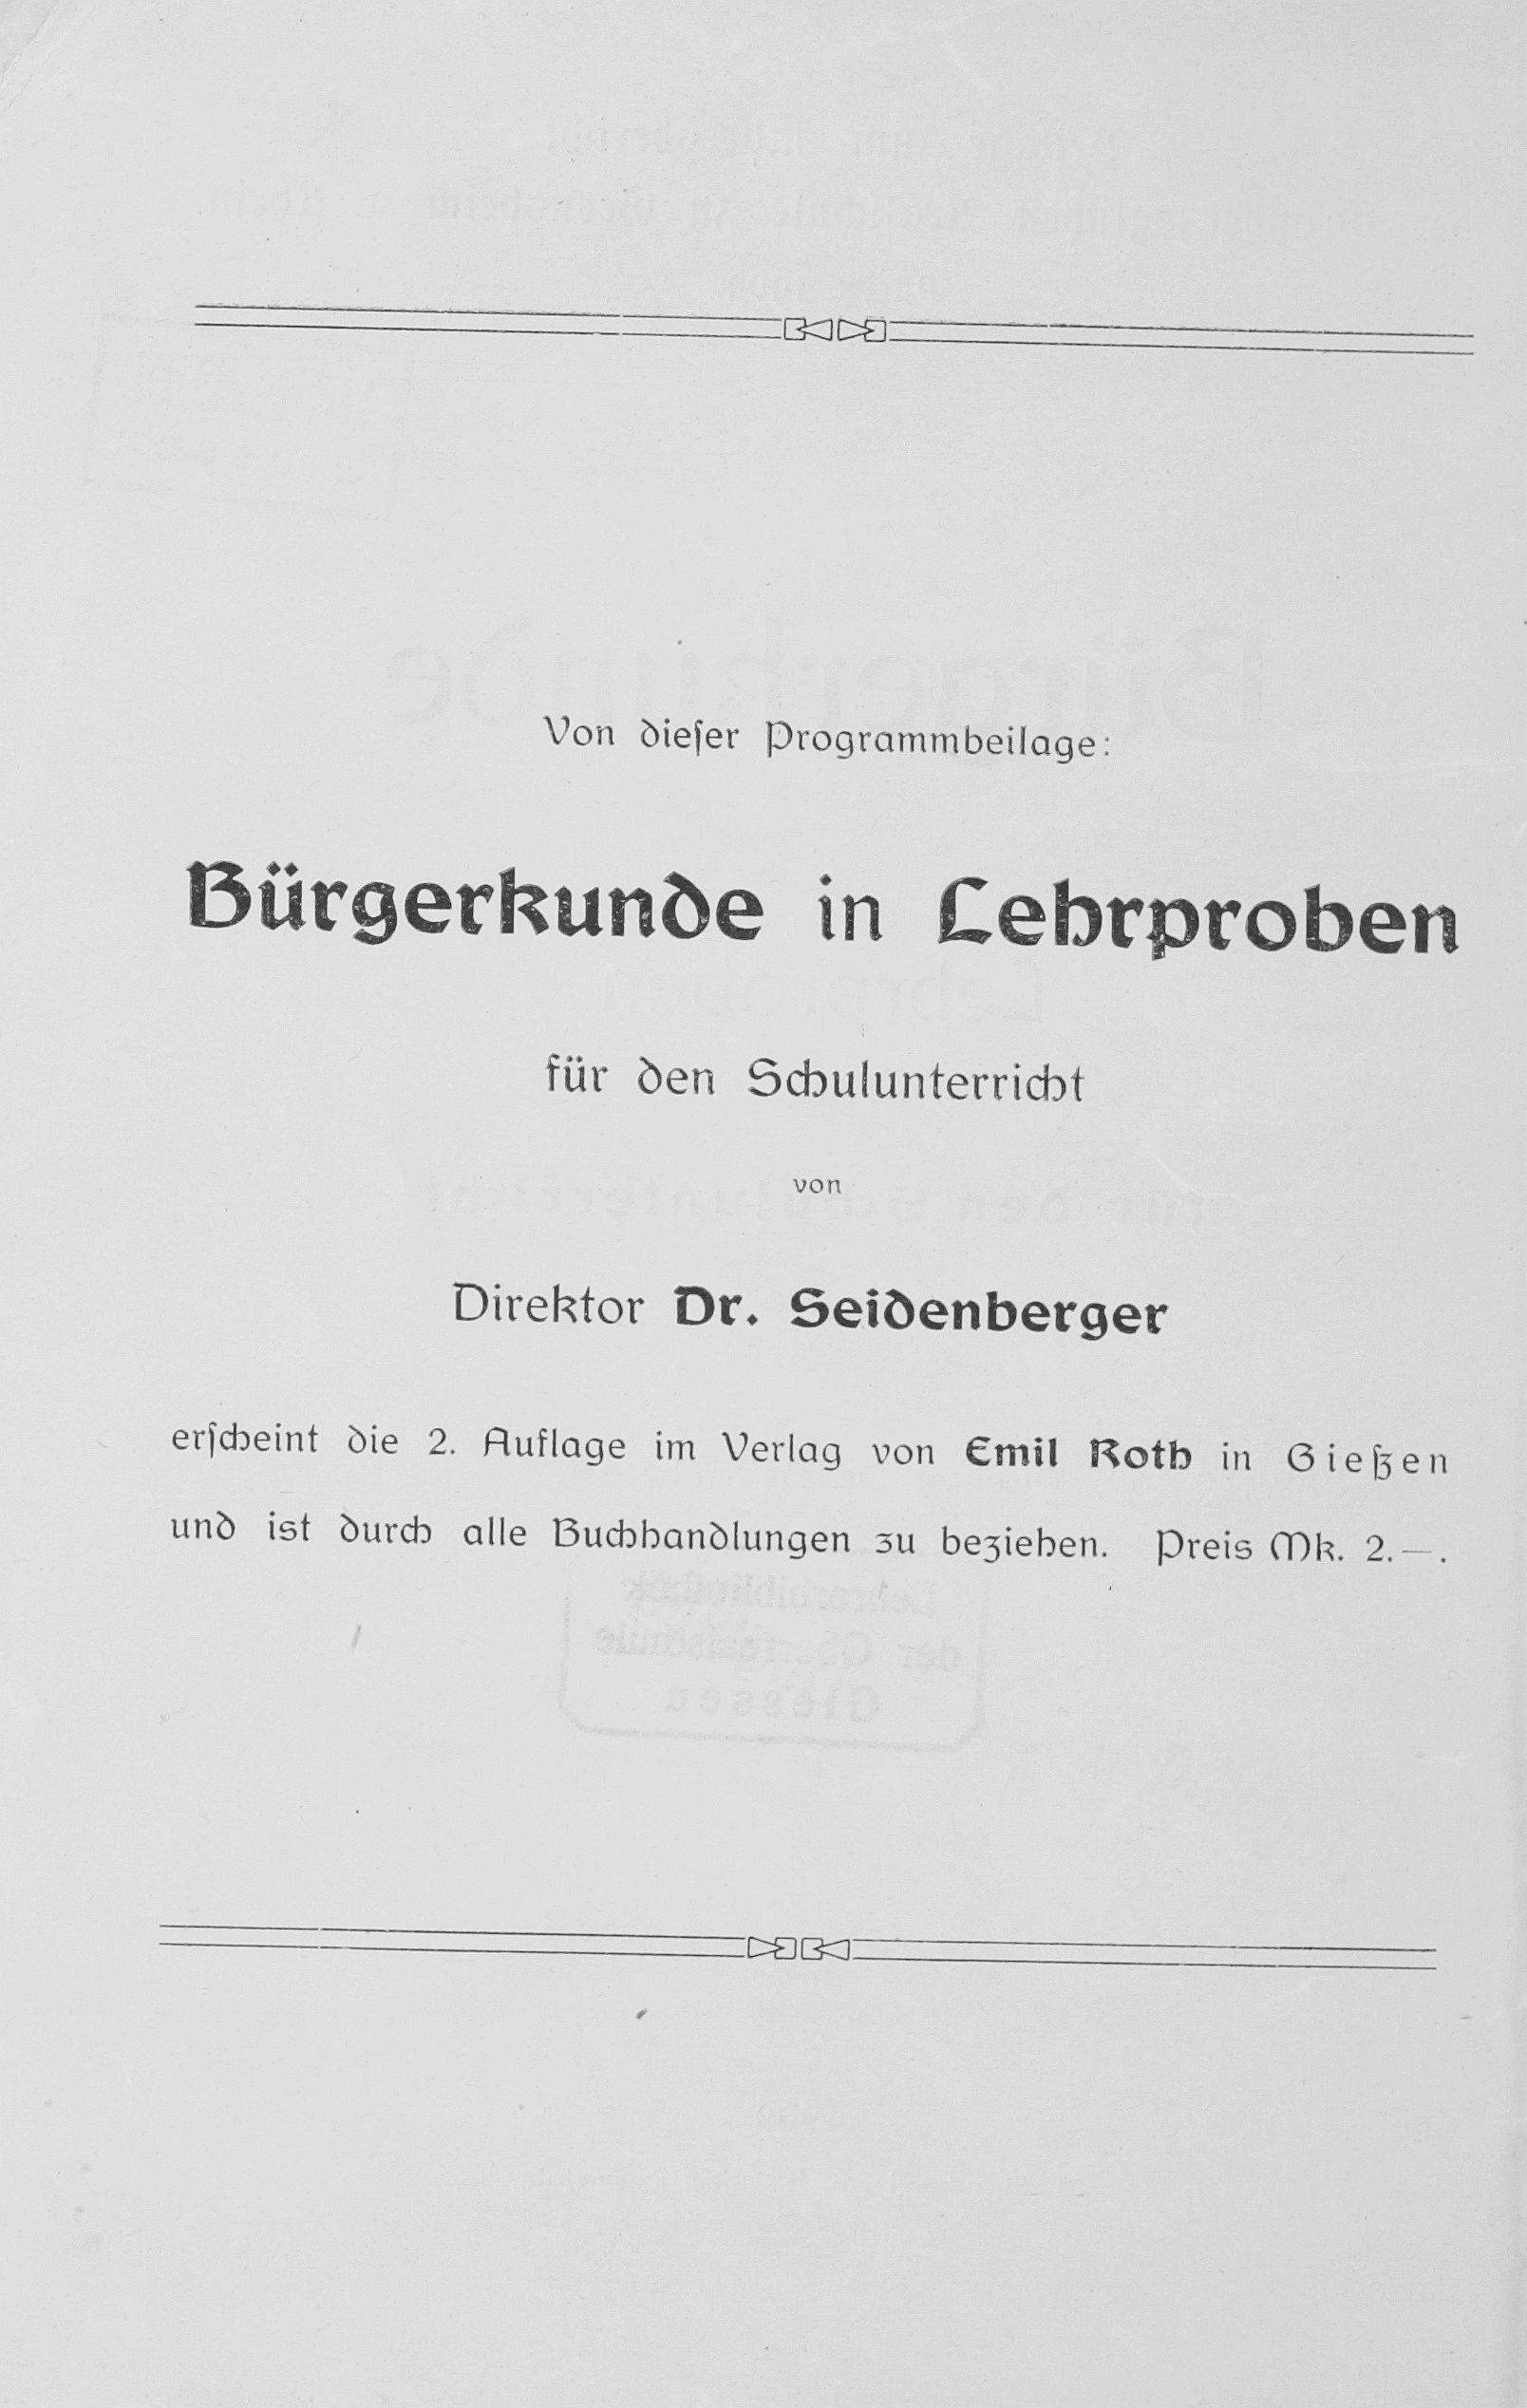 Von dieſer Programmbeilage:
Bürgerkunde in Lehrproben
für den Schulunterricht
von
Direktor Dr. Seidenberger
erſcheint die 2. Auflage im Verlag von Emil Roth in Gießen
und ist durch alle Buchhandlungen zu beziehen. Preis Mk. 2.—.